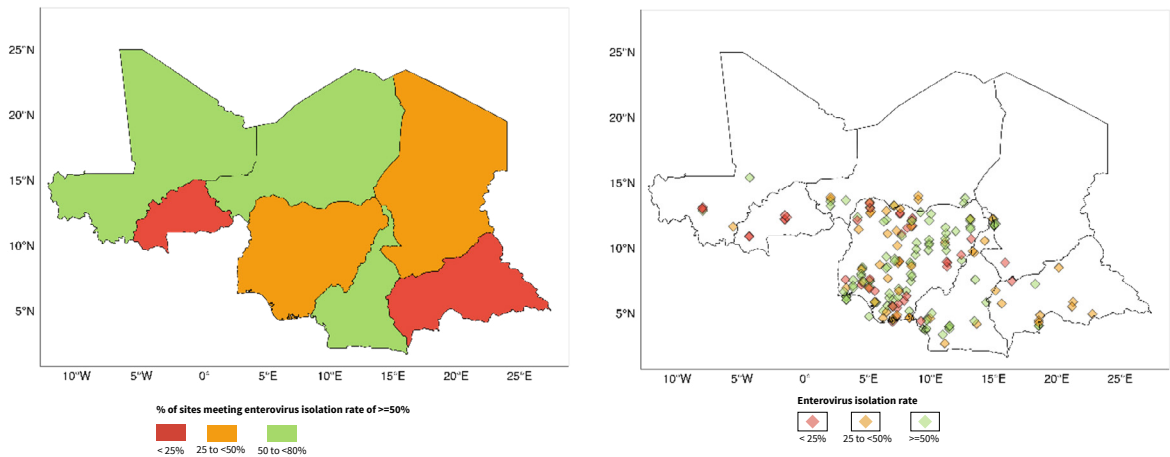 25°N
20°N
15°N
10°N
5°N
10°W
5°W
0°
5°E
10°E
15°E
20°E
25°E
% of sites meeting enterovirus isolation rate of >=50%
< 25%
25 to <50%
50 to <80%
25°N
20°N
15°N
10°N
5°N
10°W
5°W
0°
5°E
10°E
15°E
20°E
25°E
Enterovirus isolation rate
< 25%
25 to <50%
>=50%